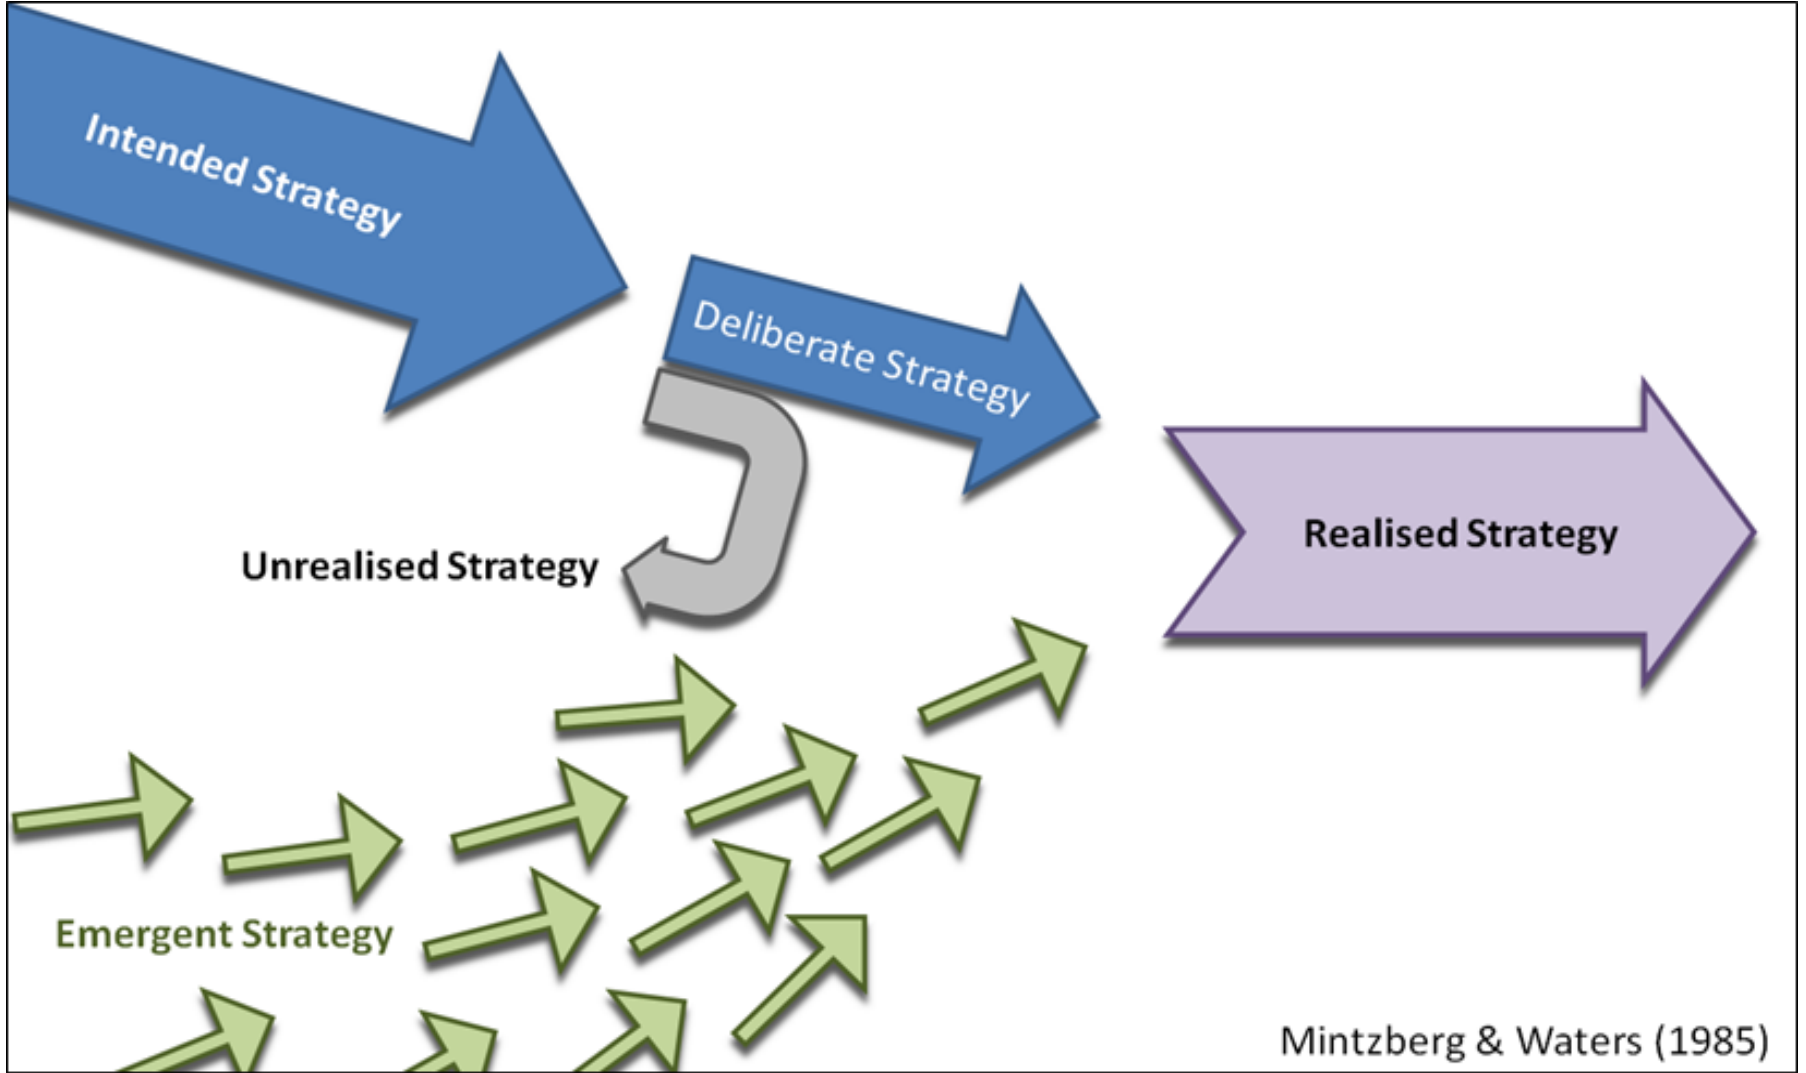 Intended Strategy
Deliberate Strategy
Realised Strategy
Unrealised Strategy
Emergent Strategy
Mintzberg & Waters (1985)